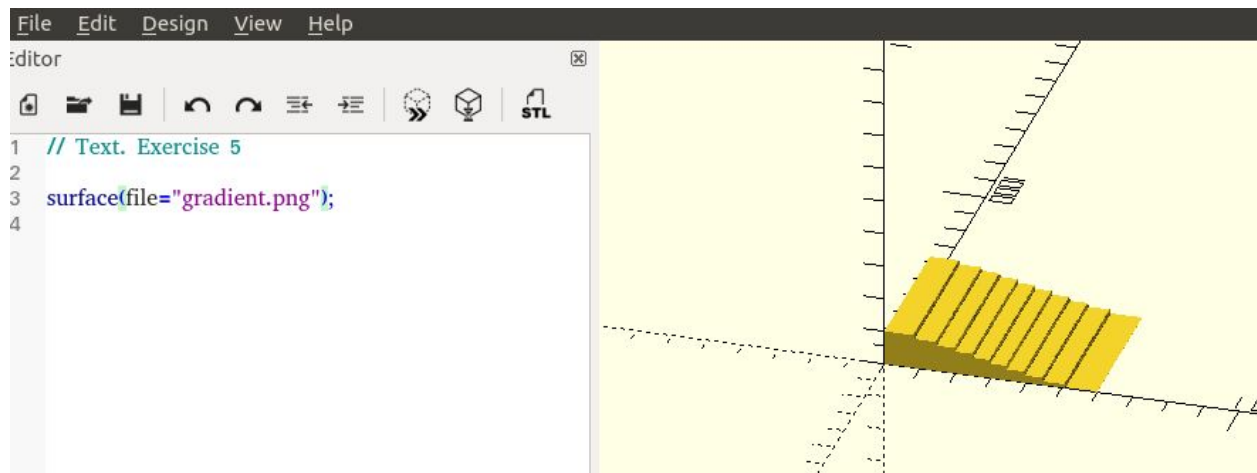 File Edit Design View Help
Editor
STL
1 // Text. Exercise 5
2
3 surface(file="gradient.png");
4